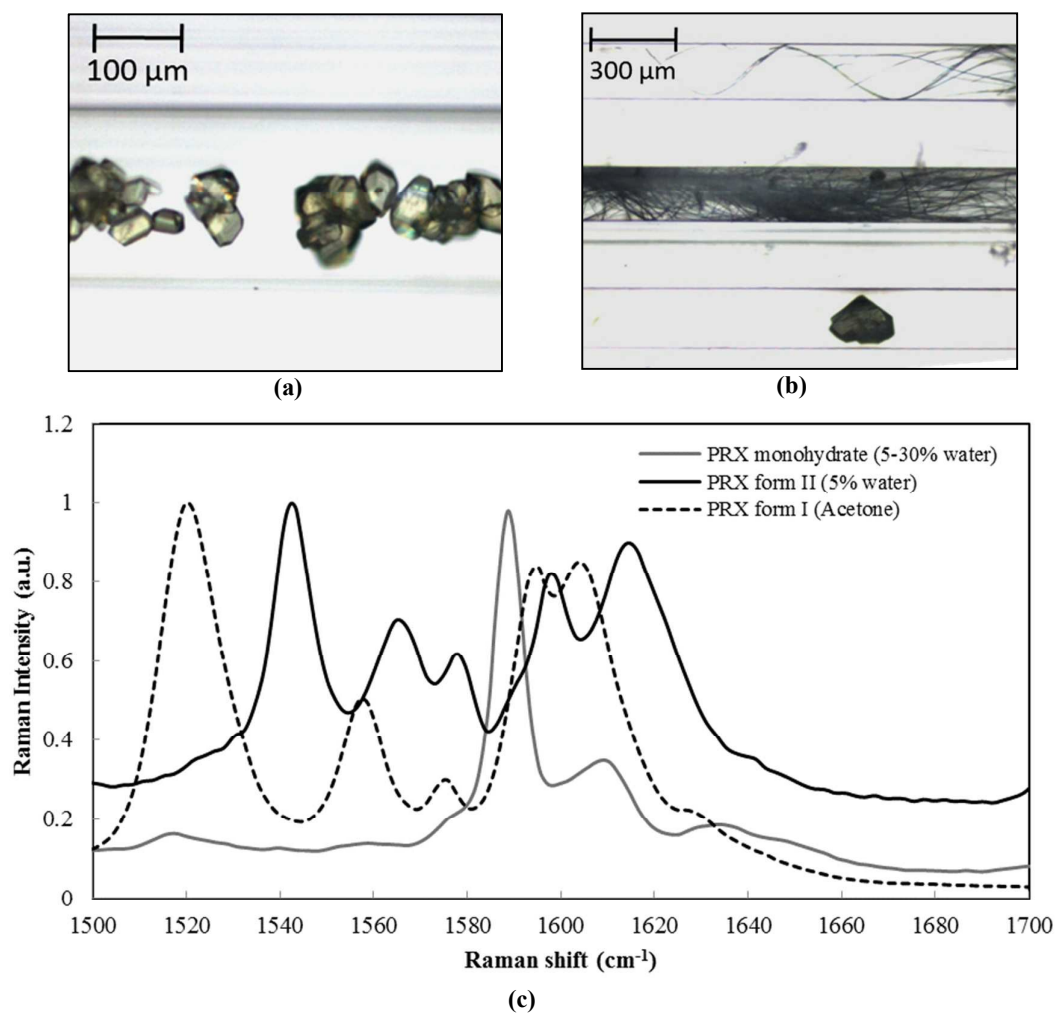 100 µm
300 µm
(a)
(b)
1.2
1
0.8
0.6
0.4
0.2
0
Raman Intensity (a.u.)
PRX monohydrate (5-30% water)
PRX form II (5% water)
PRX form I (Acetone)
1500 1520 1540 1560 1580 1600 1620 1640 1660 1680 1700
Raman shift (cm⁻¹)
(c)